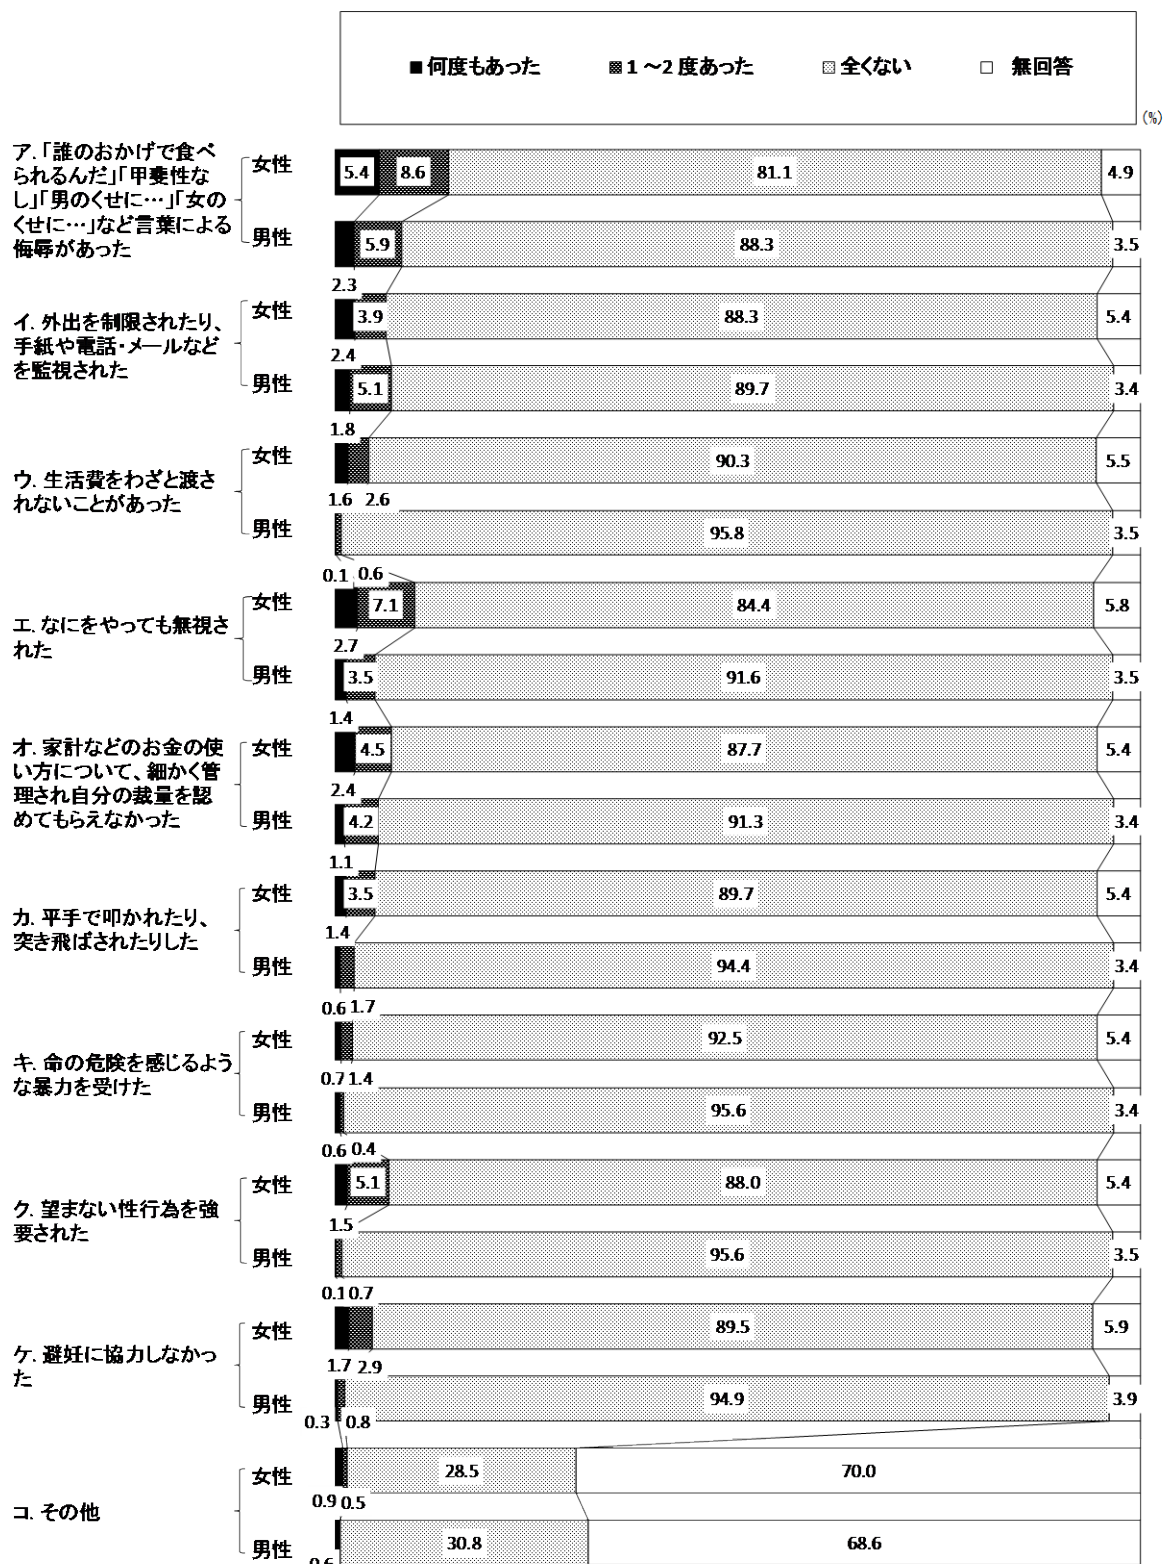 ■何度もあった ▩1～2度あった ▒全くない □ 無回答
(%)
ア.「誰のおかげで食べ
られるんだ」「甲斐性な
し」「男のくせに…」「女の
くせに…」など言葉による
侮辱があった
女性
5.4 8.6 81.1 4.9
男性
5.9 88.3 3.5
2.3
イ. 外出を制限されたり、
手紙や電話・メールなど
を監視された
女性
3.9 88.3 5.4
2.4
男性
5.1 89.7 3.4
1.8
ウ. 生活費をわざと渡さ
れないことがあった
女性
90.3 5.5
1.6 2.6
男性
95.8 3.5
0.1 0.6
エ. なにをやっても無視さ
れた
女性
7.1 84.4 5.8
2.7
男性
3.5 91.6 3.5
1.4
オ. 家計などのお金の使
い方について、細かく管
理され自分の裁量を認
めてもらえなかった
女性
4.5 87.7 5.4
2.4
男性
4.2 91.3 3.4
1.1
カ. 平手で叩かれたり、
突き飛ばされたりした
女性
3.5 89.7 5.4
1.4
男性
94.4 3.4
0.6 1.7
キ. 命の危険を感じるよう
な暴力を受けた
女性
92.5 5.4
0.7 1.4
男性
95.6 3.4
0.6 0.4
ク. 望まない性行為を強
要された
女性
5.1 88.0 5.4
1.5
男性
95.6 3.5
0.1 0.7
ケ. 避妊に協力しなかっ
た
女性
89.5 5.9
1.7 2.9
男性
94.9 3.9
0.3 0.8
コ. その他
女性
28.5 70.0
0.9 0.5
男性
30.8 68.6
0.6